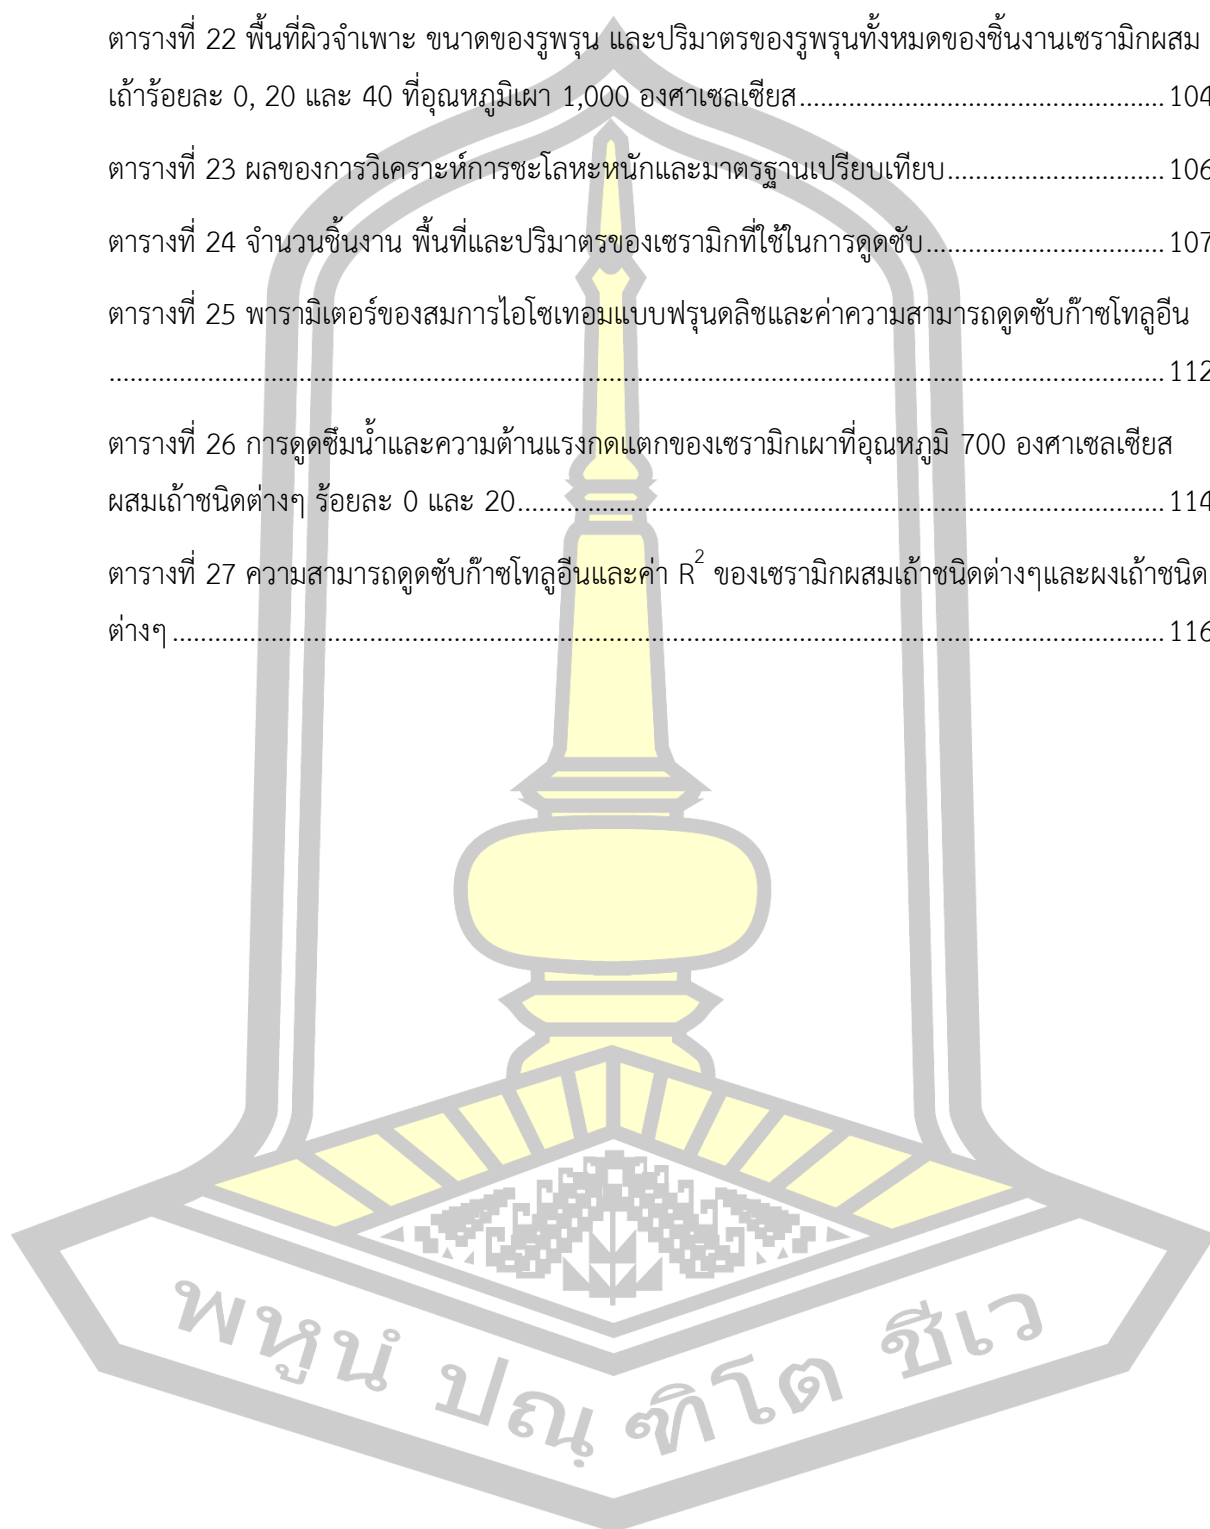 ตารางที่ 22 พื้นที่ผิวจำเพาะ ขนาดของรูพรุน และปริมาตรของรูพรุนทั้งหมดของชิ้นงานเซรามิกผสม
เถ้าร้อยละ 0, 20 และ 40 ที่อุณหภูมิเผา 1,000 องศาเซลเซียส.................................................... 104
ตารางที่ 23 ผลของการวิเคราะห์การชะโลหะหนักและมาตรฐานเปรียบเทียบ............................... 106
ตารางที่ 24 จำนวนชิ้นงาน พื้นที่และปริมาตรของเซรามิกที่ใช้ในการดูดซับ.................................. 107
ตารางที่ 25 พารามิเตอร์ของสมการไอโซเทอมแบบฟรุนดลิชและค่าความสามารถดูดซับก๊าซโทลูอีน
...................................................................................................................................................... 112
ตารางที่ 26 การดูดซึมน้ำและความต้านแรงกดแตกของเซรามิกเผาที่อุณหภูมิ 700 องศาเซลเซียส
ผสมเถ้าชนิดต่างๆ ร้อยละ 0 และ 20............................................................................................ 114
ตารางที่ 27 ความสามารถดูดซับก๊าซโทลูอีนและค่า R² ของเซรามิกผสมเถ้าชนิดต่างๆและผงเถ้าชนิด
ต่างๆ ............................................................................................................................................. 116
พหูนํ ปณฺฑิโต ชีเว